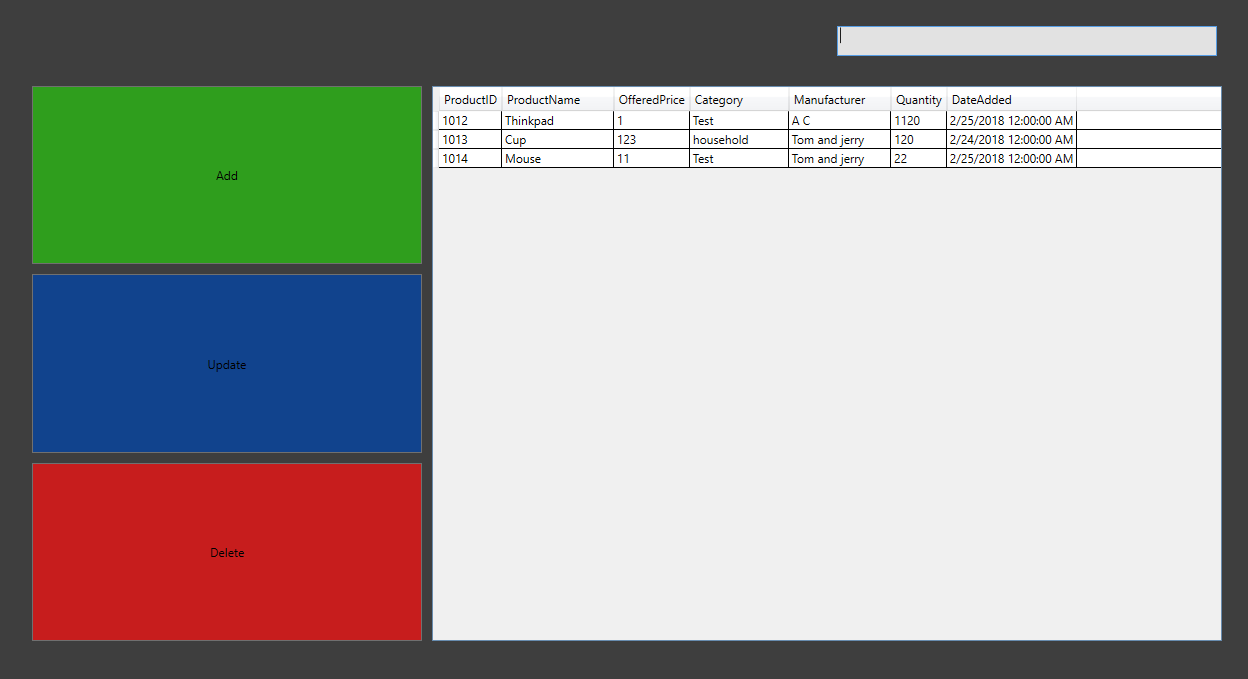 Add
Update
Delete
ProductID ProductName OfferedPrice Category Manufacturer Quantity DateAdded
1012 Thinkpad 1 Test A C 1120 2/25/2018 12:00:00 AM
1013 Cup 123 household Tom and jerry 120 2/24/2018 12:00:00 AM
1014 Mouse 11 Test Tom and jerry 22 2/25/2018 12:00:00 AM